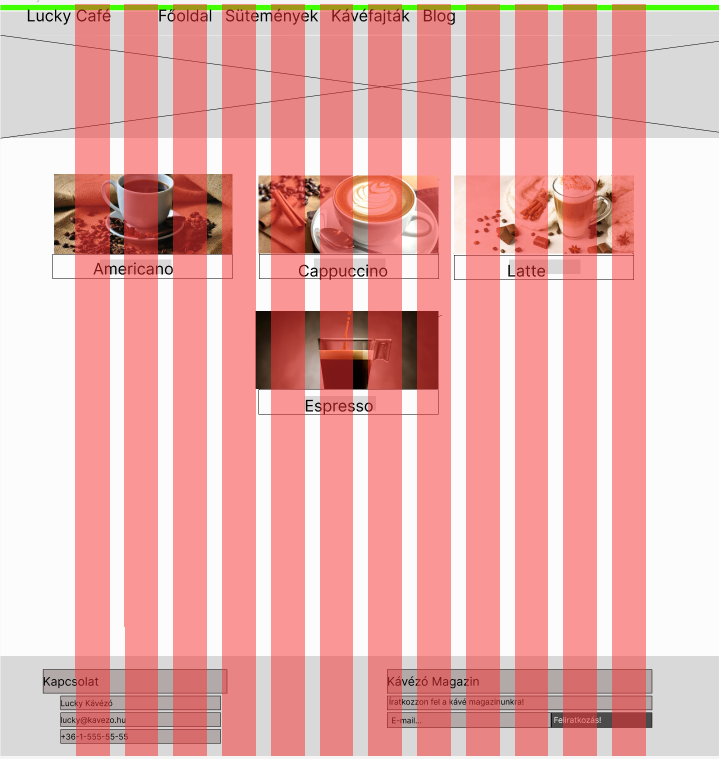 Lucky Café Főoldal Sütemények Kávéfajták Blog
Americano Cappuccino Latte
Espresso
Kapcsolat
Lucky Kávézó
lucky@kavezo.hu
+36-1-555-55-55
Kávézó Magazin
Íratkozzon fel a kávé magazinunkra!
E-mail... Feliratkozás!